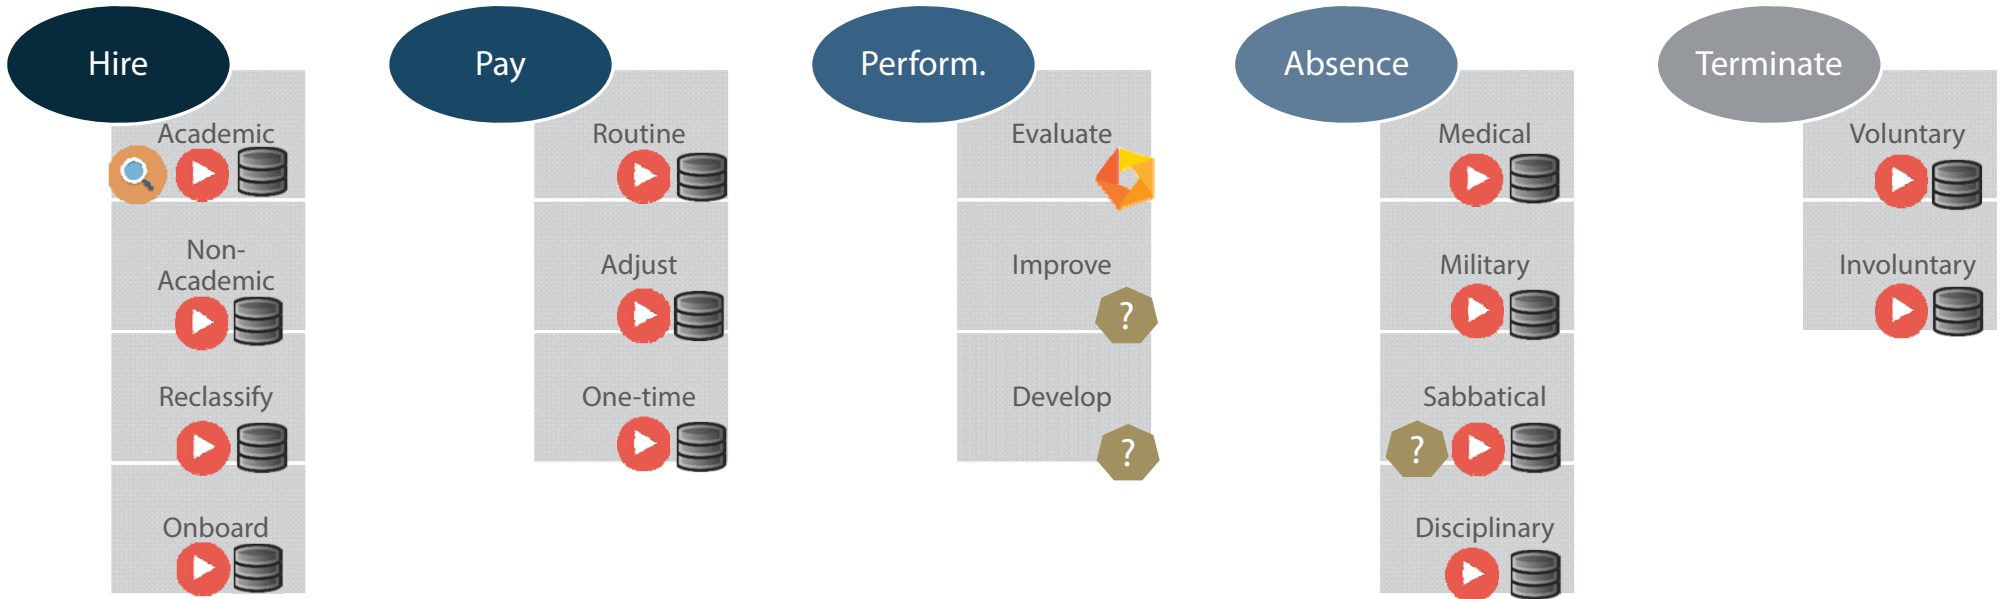 Hire
Academic
Non-
Academic
Reclassify
Onboard
Pay
Routine
Adjust
One-time
Perform.
Evaluate
Improve
?
Develop
?
Absence
Medical
Military
Sabbatical
?
Disciplinary
Terminate
Voluntary
Involuntary